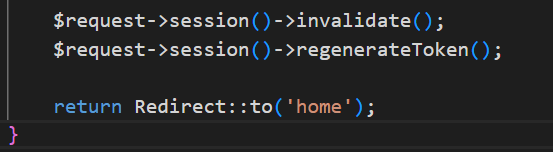 $request->session()->invalidate();
$request->session()->regenerateToken();
return Redirect::to('home');
}